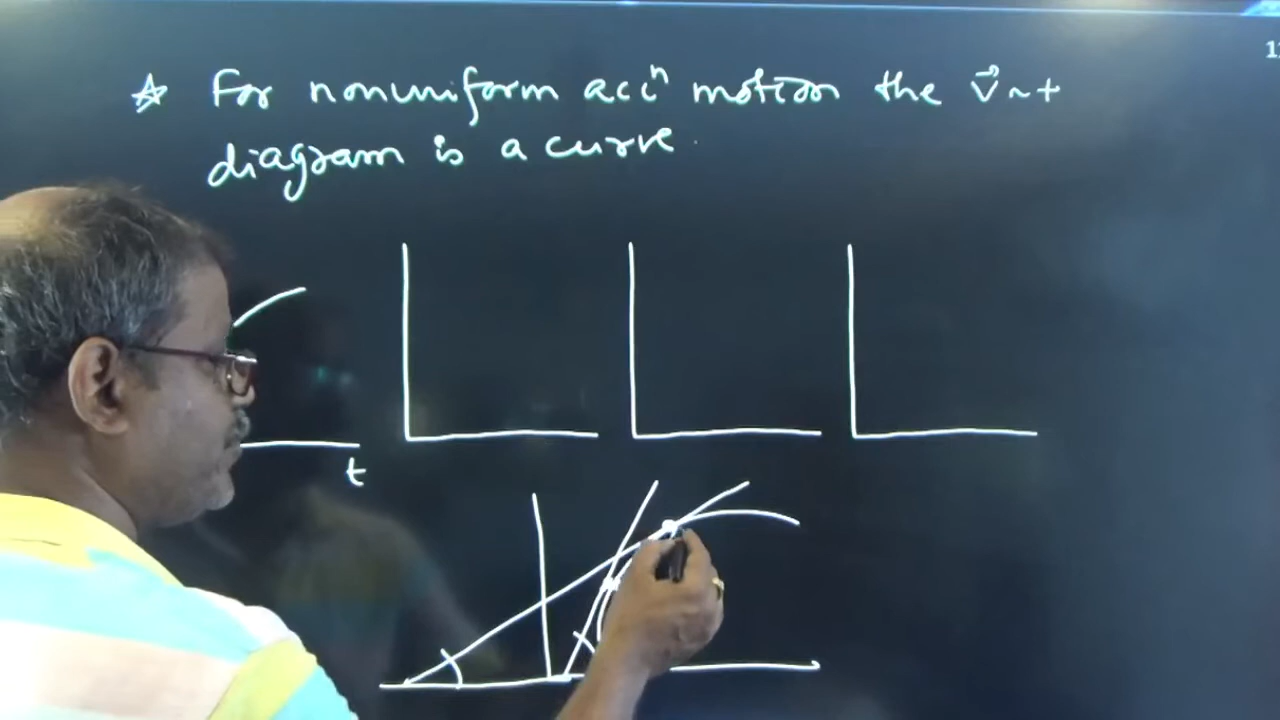 ☆ For nonuniform accⁿ motion the v⃗ ~ t
diagram is a curve.
t